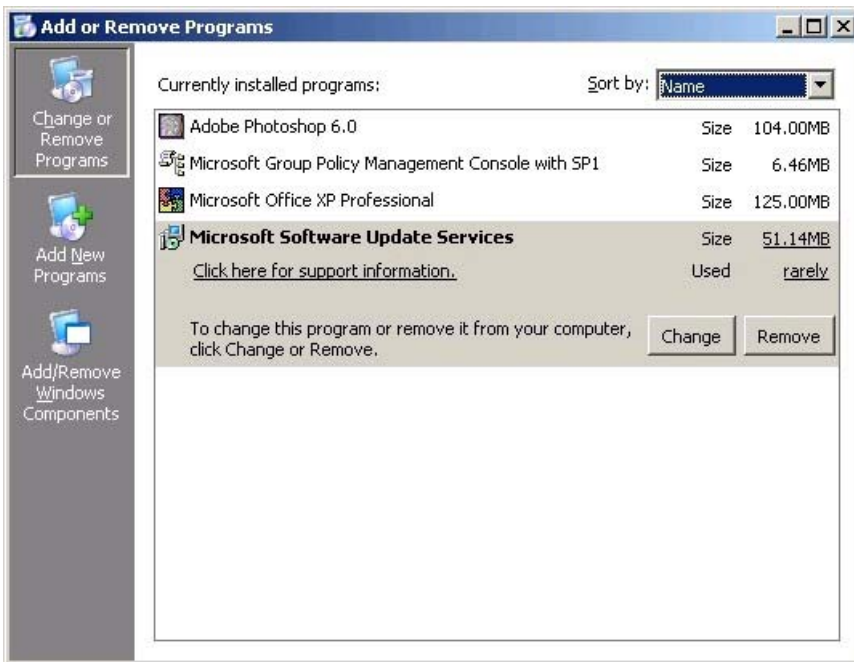 Add or Remove Programs
Change or
Remove
Programs
Add New
Programs
Add/Remove
Windows
Components
Currently installed programs:
Sort by: Name
Adobe Photoshop 6.0 Size 104.00MB
Microsoft Group Policy Management Console with SP1 Size 6.46MB
Microsoft Office XP Professional Size 125.00MB
Microsoft Software Update Services Size 51.14MB
Click here for support information. Used rarely
To change this program or remove it from your computer,
click Change or Remove.
Change Remove